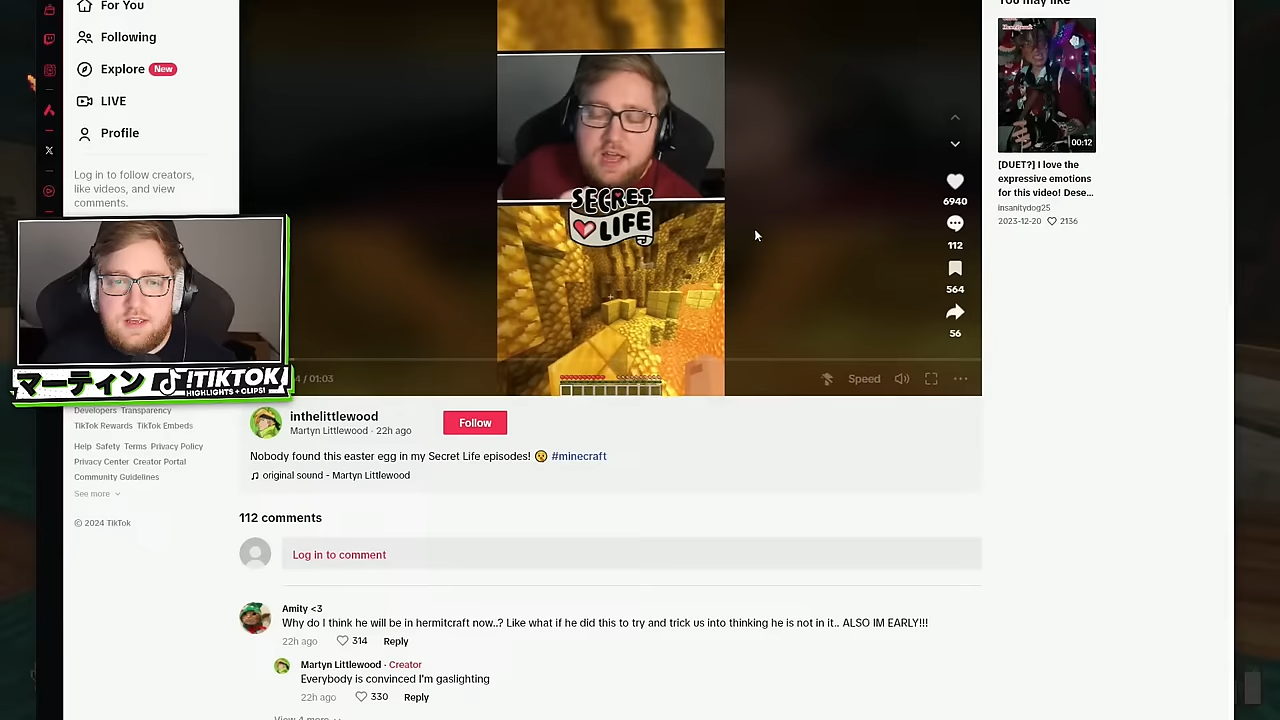 For You
You may like
Following
Explore New
LIVE
Profile
Log in to follow creators,
like videos, and view
comments.
SECRET
LIFE
6940
112
564
56
00:12
[DUET?] I love the
expressive emotions
for this video! Dese...
insanitydog25
2023-12-20 2136
マーティン !TIKTOK
HIGHLIGHTS + CLIPS!
/ 01:03
Speed
Developers Transparency
TikTok Rewards TikTok Embeds
Help Safety Terms Privacy Policy
Privacy Center Creator Portal
Community Guidelines
See more
© 2024 TikTok
inthelittlewood
Martyn Littlewood · 22h ago
Follow
Nobody found this easter egg in my Secret Life episodes! 😢 #minecraft
♫ original sound - Martyn Littlewood
112 comments
Log in to comment
Amity <3
Why do I think he will be in hermitcraft now..? Like what if he did this to try and trick us into thinking he is not in it.. ALSO IM EARLY!!!
22h ago 314 Reply
Martyn Littlewood · Creator
Everybody is convinced I'm gaslighting
22h ago 330 Reply
View 4 more